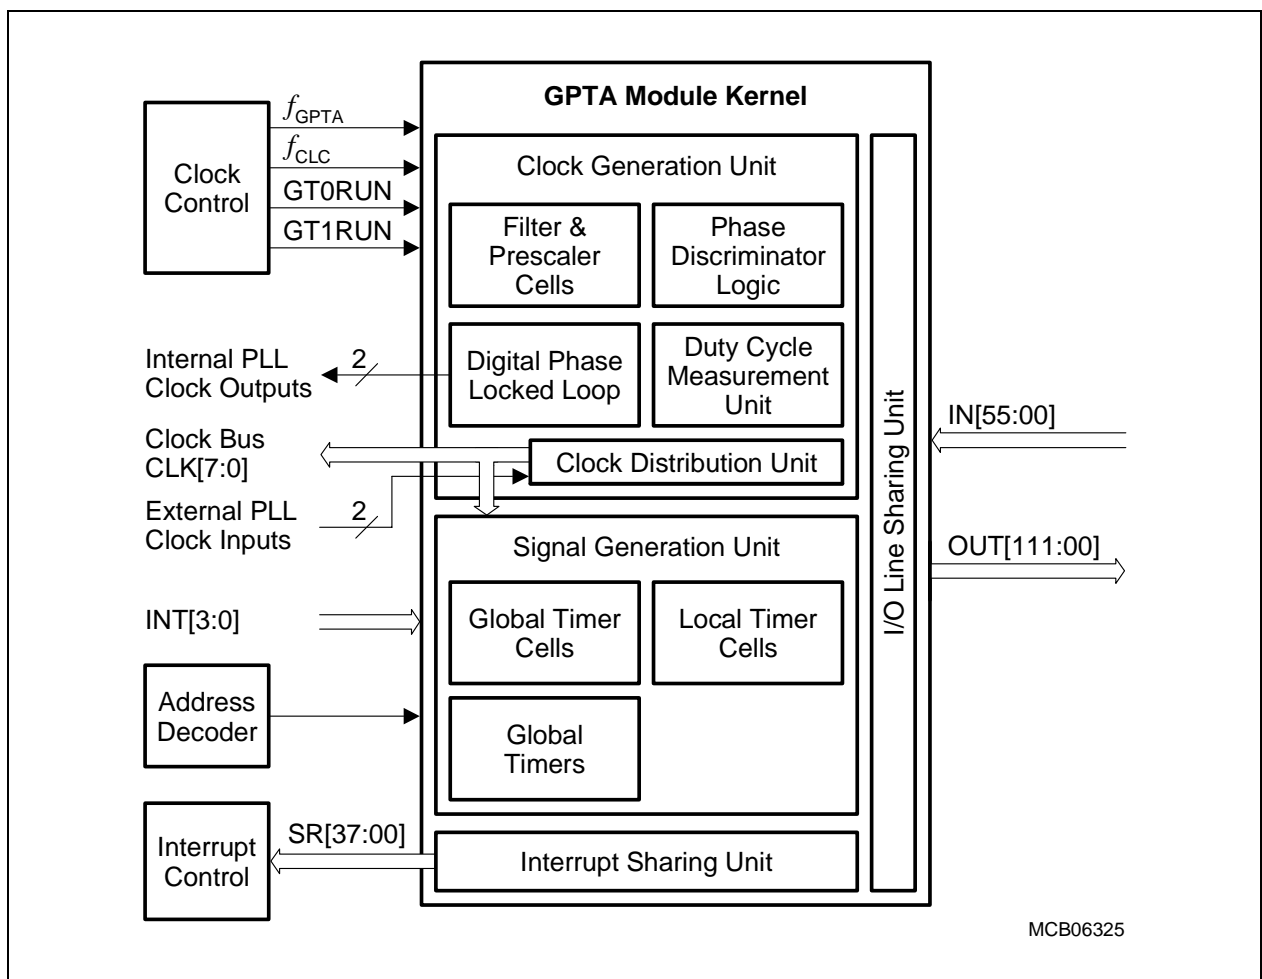 GPTA Module Kernel
fGPTA
fCLC
GT0RUN
GT1RUN
Clock
Control
Clock Generation Unit
Filter &
Prescaler
Cells
Phase
Discriminator
Logic
Internal PLL
Clock Outputs
2
Digital Phase
Locked Loop
Duty Cycle
Measurement
Unit
Clock Bus
CLK[7:0]
Clock Distribution Unit
External PLL
Clock Inputs
2
Signal Generation Unit
INT[3:0]
Global Timer
Cells
Local Timer
Cells
Address
Decoder
Global
Timers
Interrupt
Control
SR[37:00]
Interrupt Sharing Unit
I/O Line Sharing Unit
IN[55:00]
OUT[111:00]
MCB06325